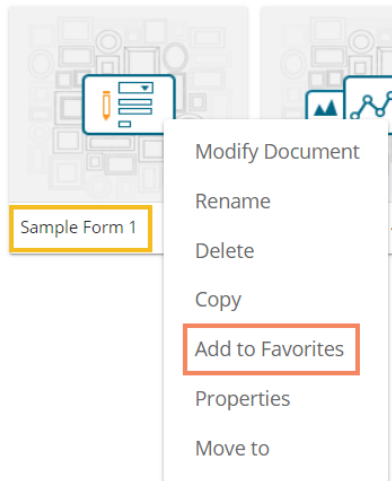 Sample Form 1
Modify Document
Rename
Delete
Copy
Add to Favorites
Properties
Move to